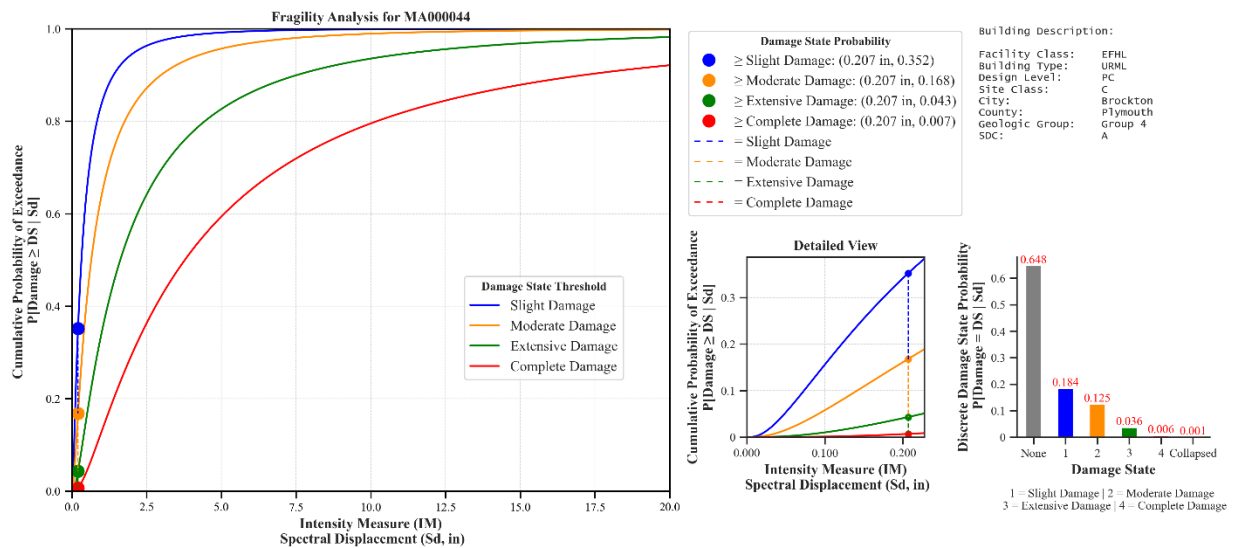 Fragility Analysis for MA000044
Cumulative Probability of Exceedance
P[Damage ≥ DS | Sd]
1.0
0.8
0.6
0.4
0.2
0.0
0.0 2.5 5.0 7.5 10.0 12.5 15.0 17.5 20.0
Intensity Measure (IM)
Spectral Displacement (Sd, in)
Damage State Threshold
Slight Damage
Moderate Damage
Extensive Damage
Complete Damage
Damage State Probability
≥ Slight Damage: (0.207 in, 0.352)
≥ Moderate Damage: (0.207 in, 0.168)
≥ Extensive Damage: (0.207 in, 0.043)
≥ Complete Damage: (0.207 in, 0.007)
= Slight Damage
= Moderate Damage
= Extensive Damage
= Complete Damage
Building Description:
Facility Class: EFHL
Building Type: URML
Design Level: PC
Site Class: C
City: Brockton
County: Plymouth
Geologic Group: Group 4
SDC: A
Detailed View
Cumulative Probability of Exceedance
P[Damage ≥ DS | Sd]
0.3
0.2
0.1
0
0.000 0.100 0.200
Intensity Measure (IM)
Spectral Displacement (Sd, in)
Discrete Damage State Probability
P[Damage = DS | Sd]
0.6
0.5
0.4
0.3
0.2
0.1
0.0
0.648
0.184
0.125
0.036
0.006
0.001
None 1 2 3 4 Collapsed
Damage State
1 = Slight Damage | 2 = Moderate Damage
3 = Extensive Damage | 4 = Complete Damage